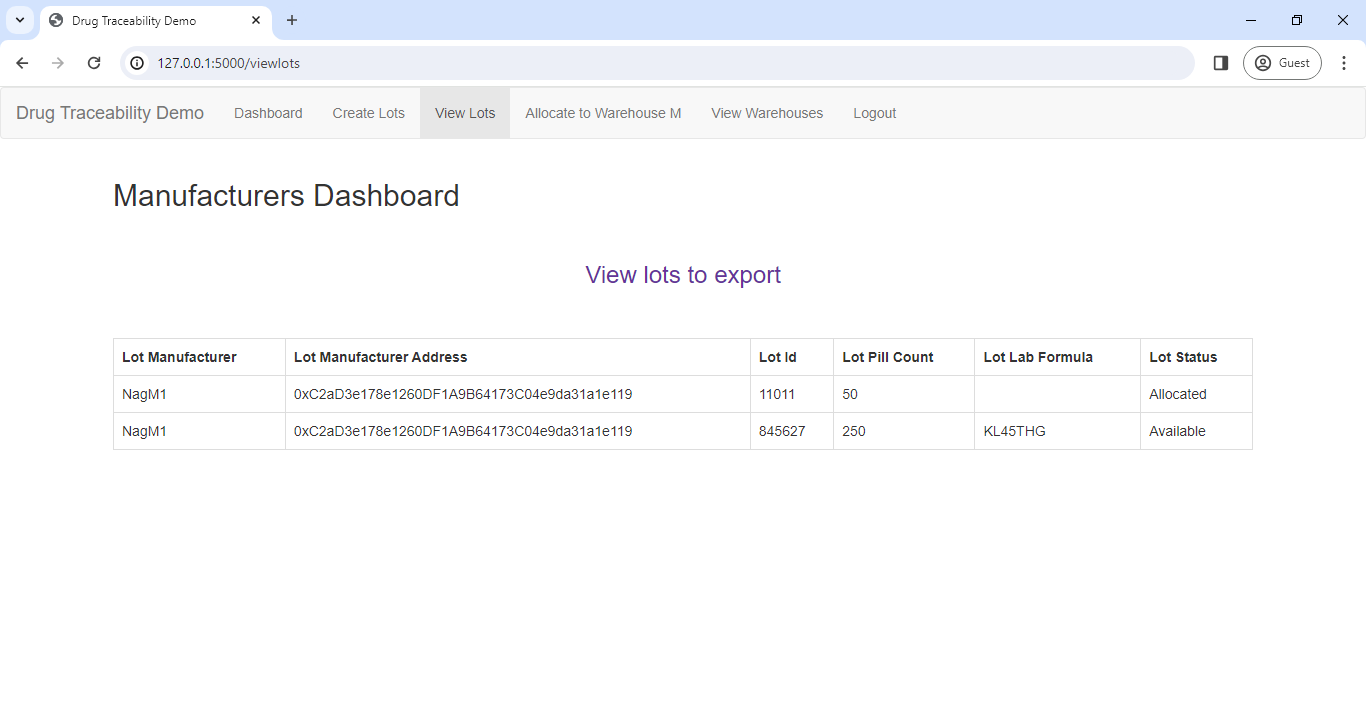 Drug Traceability Demo
127.0.0.1:5000/viewlots
Guest
Drug Traceability Demo Dashboard Create Lots View Lots Allocate to Warehouse M View Warehouses Logout
Manufacturers Dashboard
View lots to export
Lot Manufacturer Lot Manufacturer Address Lot Id Lot Pill Count Lot Lab Formula Lot Status
NagM1 0xC2aD3e178e1260DF1A9B64173C04e9da31a1e119 11011 50 Allocated
NagM1 0xC2aD3e178e1260DF1A9B64173C04e9da31a1e119 845627 250 KL45THG Available